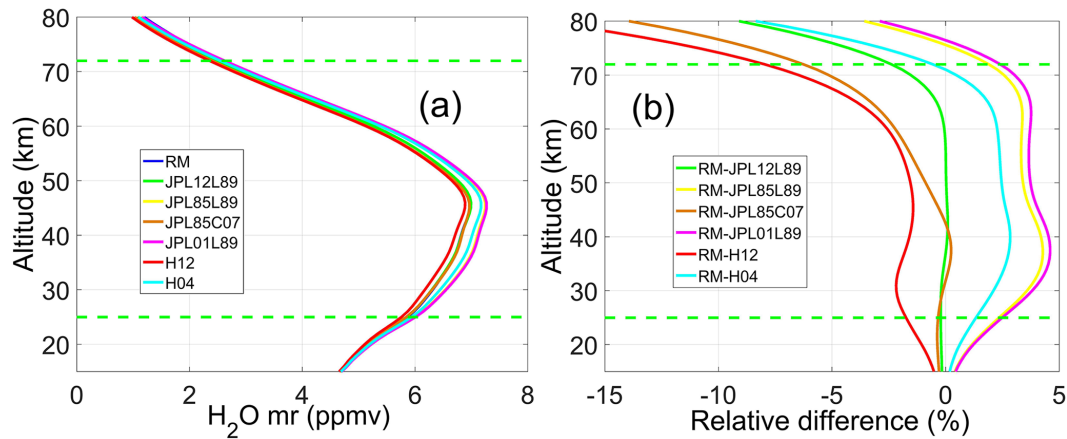 80
70
60
50
40
30
20
Altitude (km)
(a)
RM
JPL12L89
JPL85L89
JPL85C07
JPL01L89
H12
H04
0 2 4 6 8
H₂O mr (ppmv)
80
70
60
50
40
30
20
Altitude (km)
(b)
RM-JPL12L89
RM-JPL85L89
RM-JPL85C07
RM-JPL01L89
RM-H12
RM-H04
-15 -10 -5 0 5
Relative difference (%)